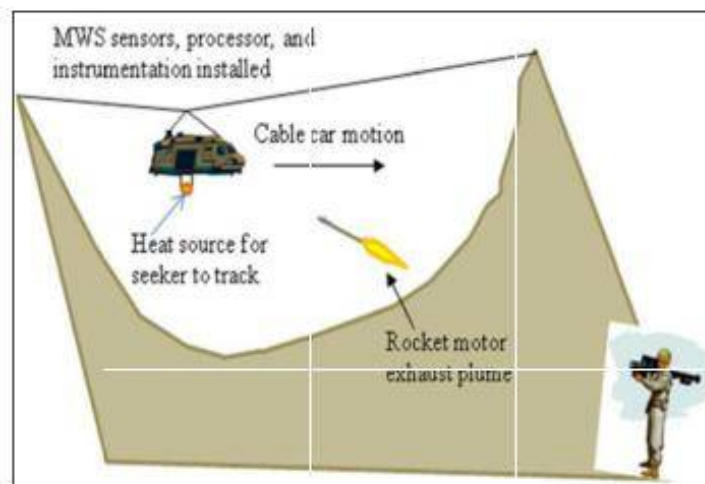 MWS sensors, processor, and
instrumentation installed
Cable car motion
Heat source for
seeker to track
Rocket motor
exhaust plume